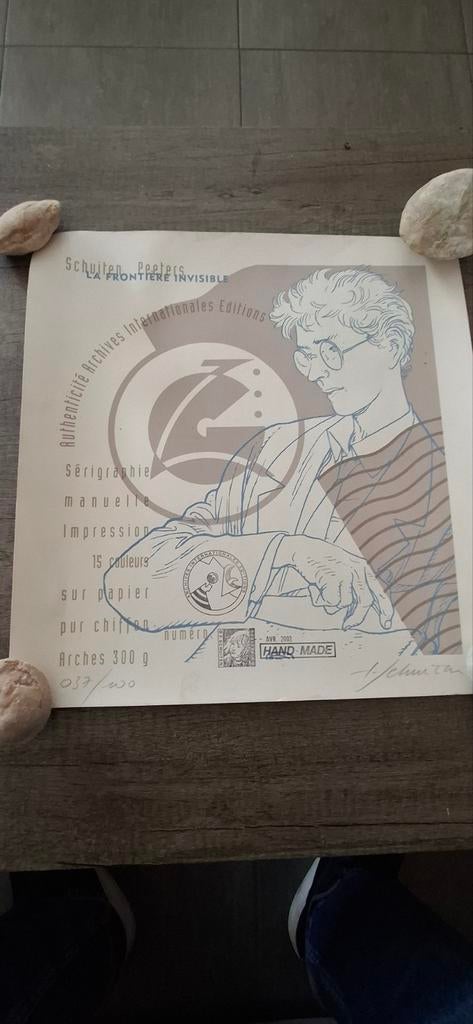 Schuiten Peeters
LA FRONTIÈRE INVISIBLE
Authenticité Archives Internationales Editions
Sérigraphie
manuelle
Impression
15 couleurs
sur papier
pur chiffon
Arches 300 g
numéro
AVR. 2002
HAND MADE
037/100
Schuiten